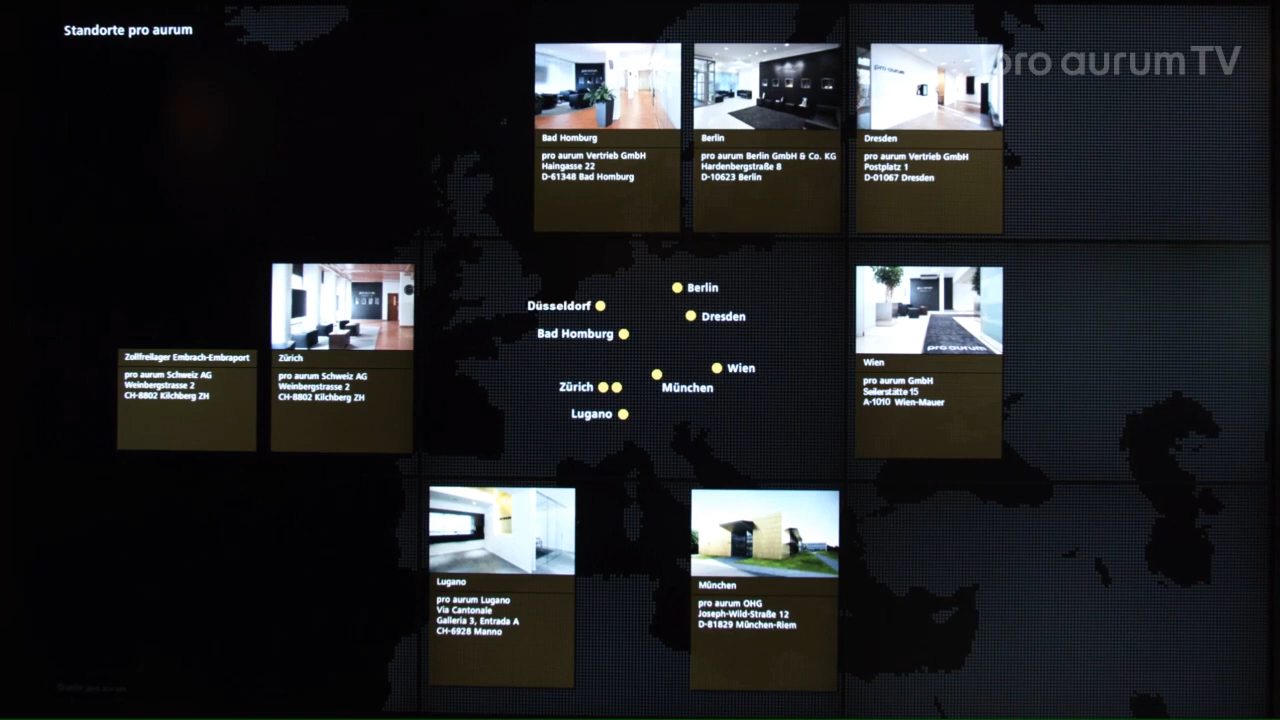 Standorte pro aurum
pro aurum TV
Bad Homburg
pro aurum Vertrieb GmbH
Haingasse 22
D-61348 Bad Homburg
Berlin
pro aurum Berlin GmbH & Co. KG
Hardenbergstraße 8
D-10623 Berlin
pro aurum
Dresden
pro aurum Vertrieb GmbH
Postplatz 1
D-01067 Dresden
Zollfreilager Embrach-Embraport
pro aurum Schweiz AG
Weinbergstrasse 2
CH-8802 Kilchberg ZH
Zürich
pro aurum Schweiz AG
Weinbergstrasse 2
CH-8802 Kilchberg ZH
Berlin
Düsseldorf
Dresden
Bad Homburg
Wien
Zürich
München
Lugano
pro aurum
Wien
pro aurum GmbH
Seilerstätte 15
A-1010 Wien-Mauer
Lugano
pro aurum Lugano
Via Cantonale
Galleria 3, Entrada A
CH-6928 Manno
München
pro aurum OHG
Joseph-Wild-Straße 12
D-81829 München-Riem